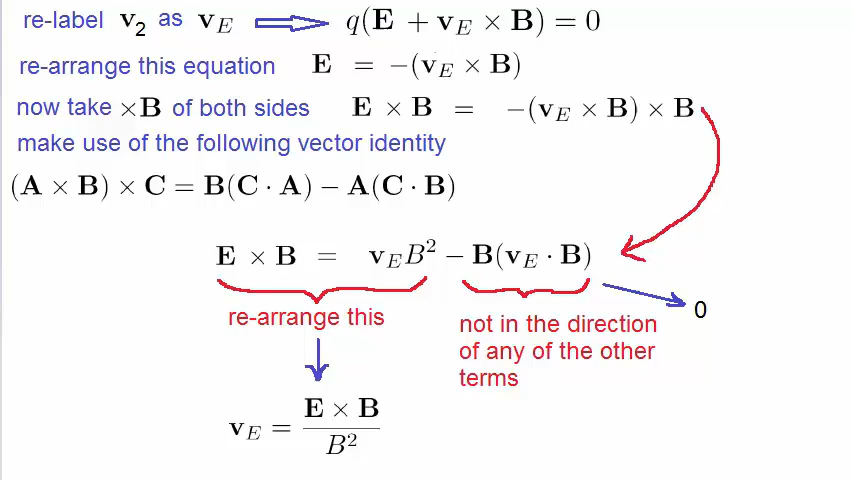 re-label v₂ as v_E ⟹ q(E + v_E × B) = 0
re-arrange this equation E = −(v_E × B)
now take ×B of both sides E × B = −(v_E × B) × B
make use of the following vector identity
(A × B) × C = B(C · A) − A(C · B)
E × B = v_E B² − B(v_E · B)
0
re-arrange this
not in the direction
of any of the other
terms
v_E = E × B / B²